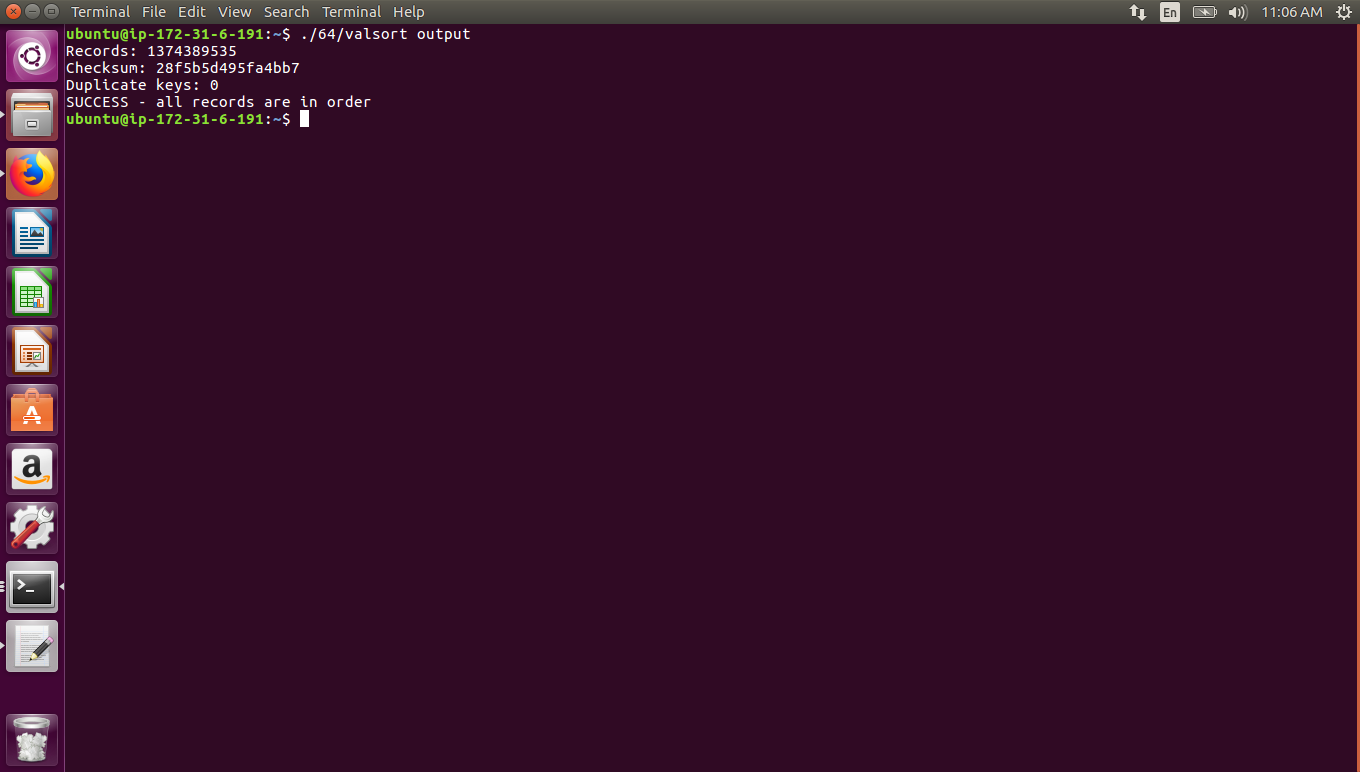 Terminal File Edit View Search Terminal Help En 11:06 AM
ubuntu@ip-172-31-6-191:~$ ./64/valsort output
Records: 1374389535
Checksum: 28f5b5d495fa4bb7
Duplicate keys: 0
SUCCESS - all records are in order
ubuntu@ip-172-31-6-191:~$
A
a
>_